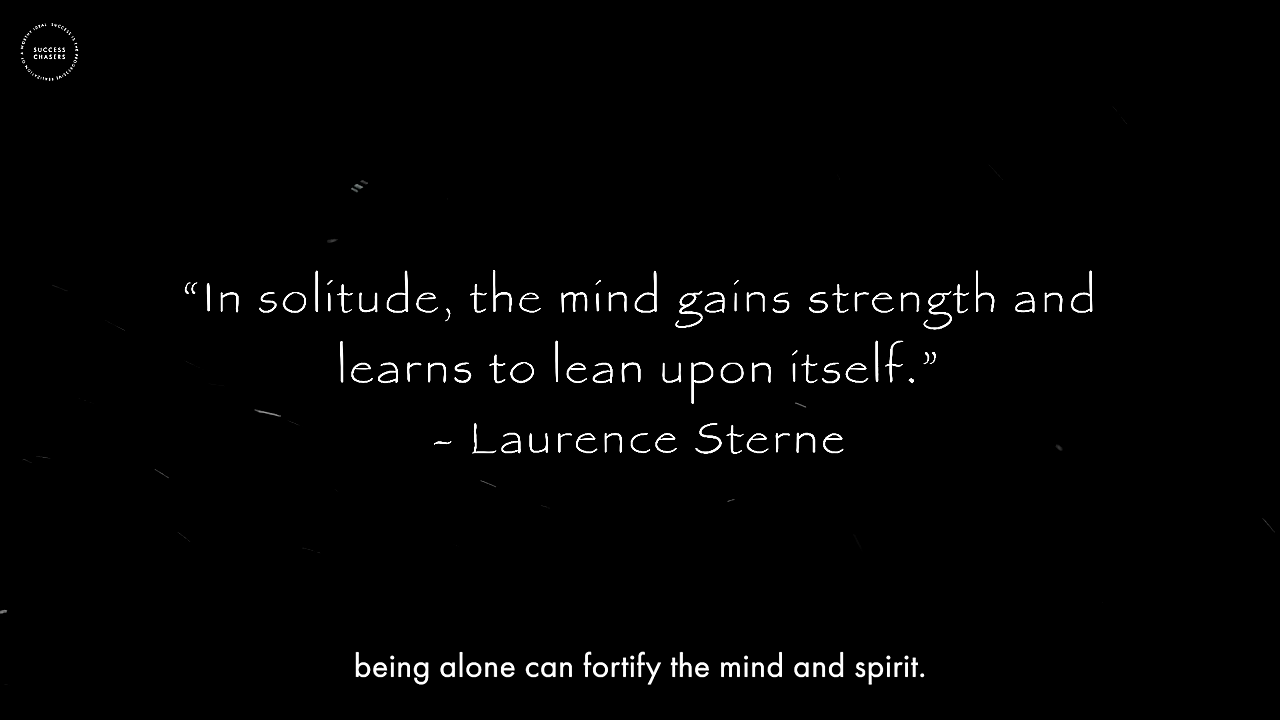 SUCCESS
CHASERS
“In solitude, the mind gains strength and
learns to lean upon itself.”
- Laurence Sterne
being alone can fortify the mind and spirit.